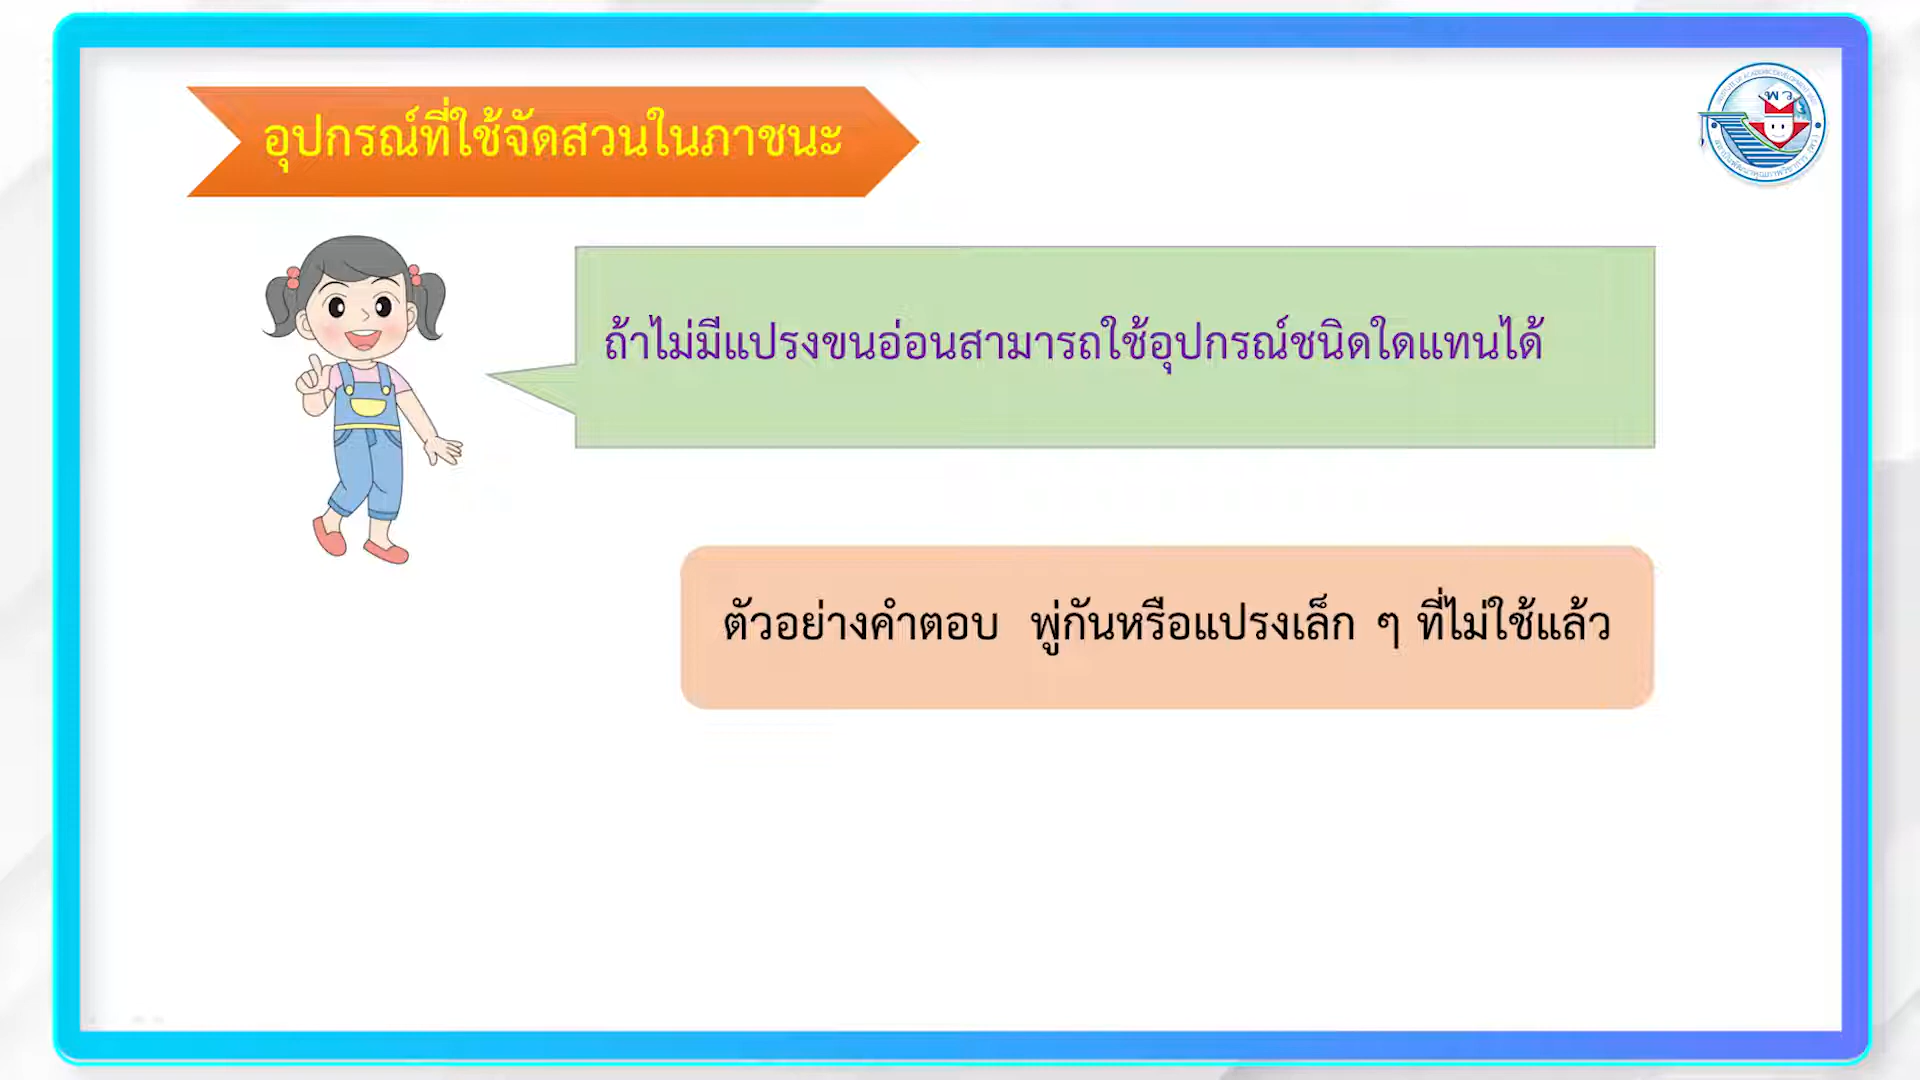 อุปกรณ์ที่ใช้จัดสวนในภาชนะ
พว
ถ้าไม่มีแปรงขนอ่อนสามารถใช้อุปกรณ์ชนิดใดแทนได้
ตัวอย่างคำตอบ พู่กันหรือแปรงเล็ก ๆ ที่ไม่ใช้แล้ว